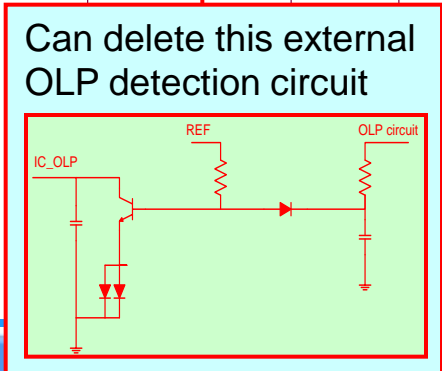 Can delete this external
OLP detection circuit
REF
OLP circuit
IC_OLP